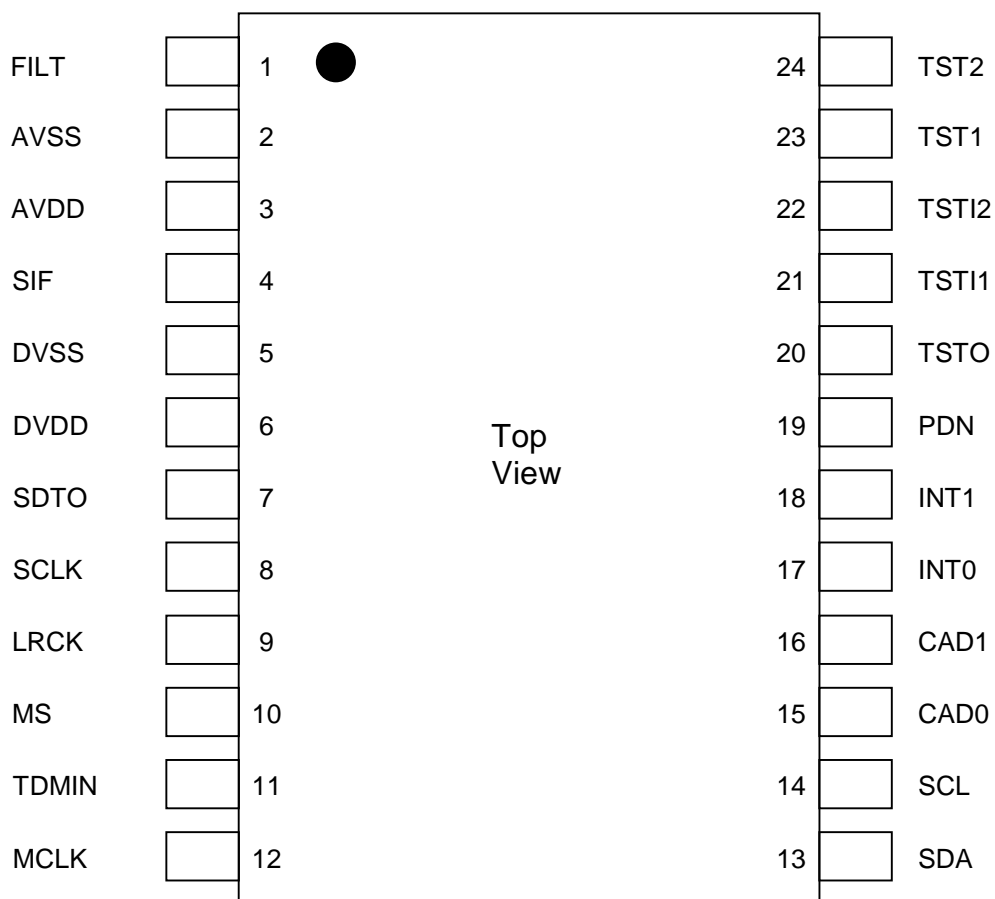 FILT 1 24 TST2
AVSS 2 23 TST1
AVDD 3 22 TSTI2
SIF 4 21 TSTI1
DVSS 5 20 TSTO
DVDD 6 19 PDN
Top
View
SDTO 7 18 INT1
SCLK 8 17 INT0
LRCK 9 16 CAD1
MS 10 15 CAD0
TDMIN 11 14 SCL
MCLK 12 13 SDA